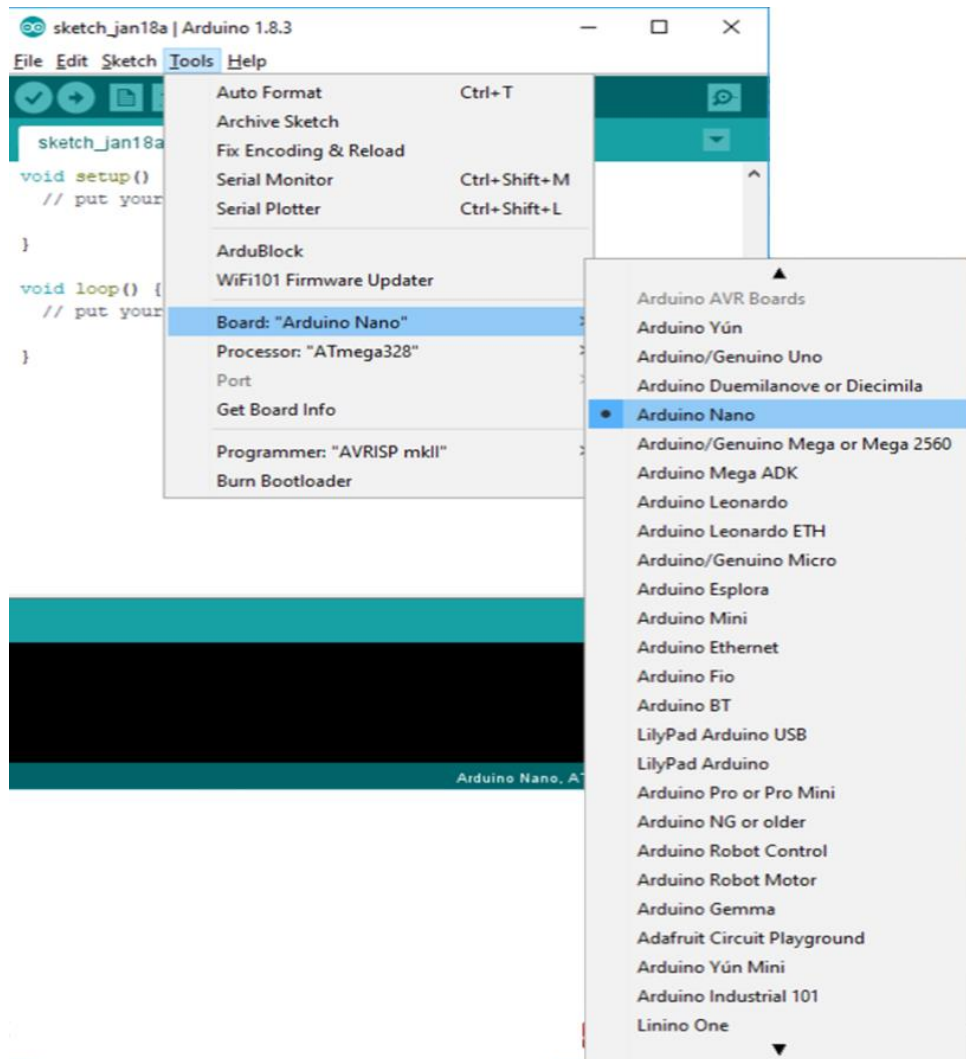 sketch_jan18a | Arduino 1.8.3
File Edit Sketch Tools Help
sketch_jan18a
void setup()
// put your
}
void loop() {
// put your
}
Auto Format Ctrl+T
Archive Sketch
Fix Encoding & Reload
Serial Monitor Ctrl+Shift+M
Serial Plotter Ctrl+Shift+L
ArduBlock
WiFi101 Firmware Updater
Board: "Arduino Nano"
Processor: "ATmega328"
Port
Get Board Info
Programmer: "AVRISP mkII"
Burn Bootloader
Arduino AVR Boards
Arduino Yún
Arduino/Genuino Uno
Arduino Duemilanove or Diecimila
Arduino Nano
Arduino/Genuino Mega or Mega 2560
Arduino Mega ADK
Arduino Leonardo
Arduino Leonardo ETH
Arduino/Genuino Micro
Arduino Esplora
Arduino Mini
Arduino Ethernet
Arduino Fio
Arduino BT
LilyPad Arduino USB
LilyPad Arduino
Arduino Pro or Pro Mini
Arduino NG or older
Arduino Robot Control
Arduino Robot Motor
Arduino Gemma
Adafruit Circuit Playground
Arduino Yún Mini
Arduino Industrial 101
Linino One
Arduino Nano, A